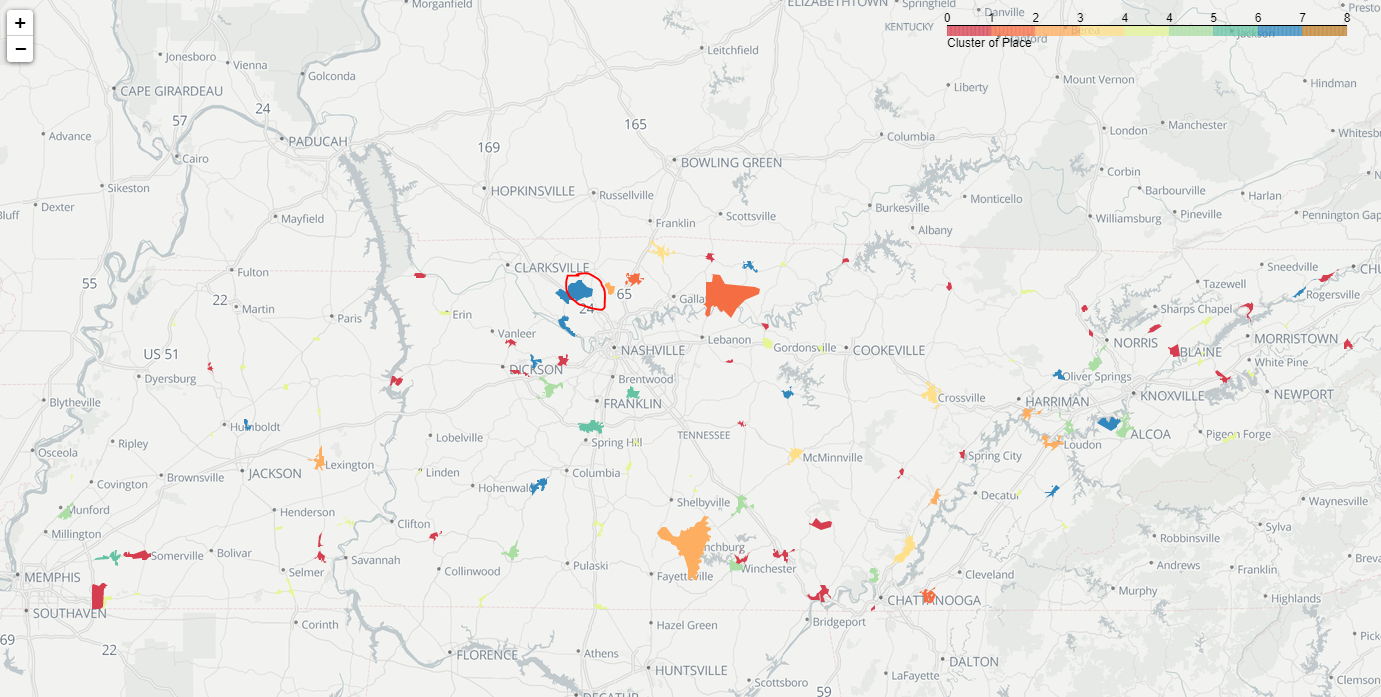 Morganfield
ELIZABETHTOWN
Springfield
+
0 1 2 3 4 4 5 6 7 8
Danville
KENTUCKY
Berea
Jackson
Cluster of Place
−
Leitchfield
Jonesboro
Vienna
Golconda
Mount Vernon
Hindman
CAPE GIRARDEAU
Liberty
24
57
165
Manchester
London
Advance
PADUCAH
169
Columbia
Cairo
BOWLING GREEN
Corbin
Sikeston
HOPKINSVILLE
Russellville
Barbourville
Harlan
Monticello
Dexter
Burkesville
Bluff
Mayfield
Franklin
Scottsville
Williamsburg
Pineville
Pennington Gap
Albany
CLARKSVILLE
Sneedville
Fulton
55
Tazewell
22
65
Rogersville
Martin
24
Erin
Sharps Chapel
Paris
Vanleer
Lebanon
MORRISTOWN
US 51
NASHVILLE
Gordonsville
COOKEVILLE
NORRIS
BLAINE
White Pine
DICKSON
Dyersburg
Brentwood
Oliver Springs
Blytheville
FRANKLIN
Crossville
HARRIMAN
KNOXVILLE
NEWPORT
Humboldt
Lobelville
Spring Hill
TENNESSEE
ALCOA
Pigeon Forge
Ripley
Loudon
Osceola
McMinnville
Spring City
Lexington
Linden
Columbia
JACKSON
Brownsville
Covington
Hohenwald
Decatur
Waynesville
Shelbyville
Munford
Henderson
Clifton
Sylva
Millington
Robbinsville
Somerville
Bolivar
Savannah
Pulaski
Winchester
Andrews
Franklin
MEMPHIS
Selmer
Collinwood
Fayetteville
Cleveland
Murphy
Highlands
SOUTHAVEN
CHATTANOOGA
Corinth
Hazel Green
Bridgeport
69
22
FLORENCE
Athens
HUNTSVILLE
DALTON
LaFayette
Scottsboro
59